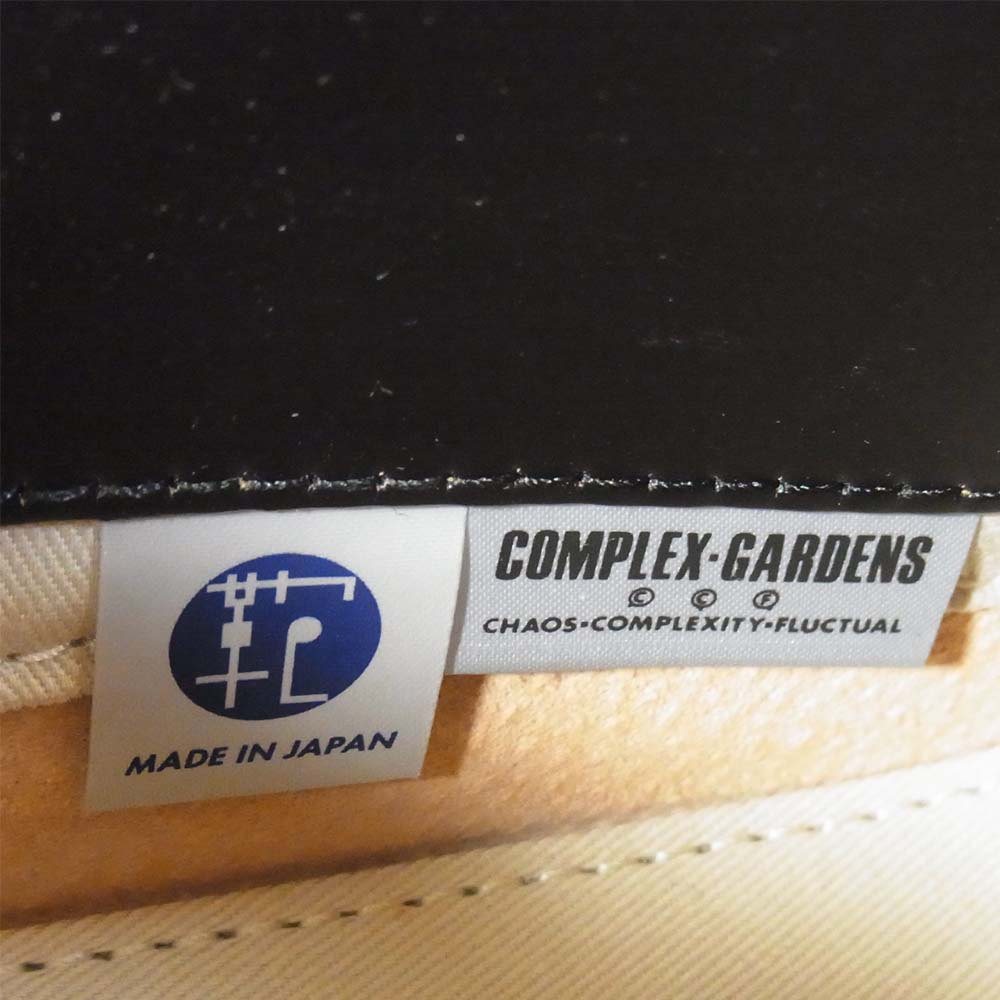 MADE IN JAPAN
COMPLEX·GARDENS
Ⓒ Ⓒ Ⓕ
CHAOS·COMPLEXITY·FLUCTUAL